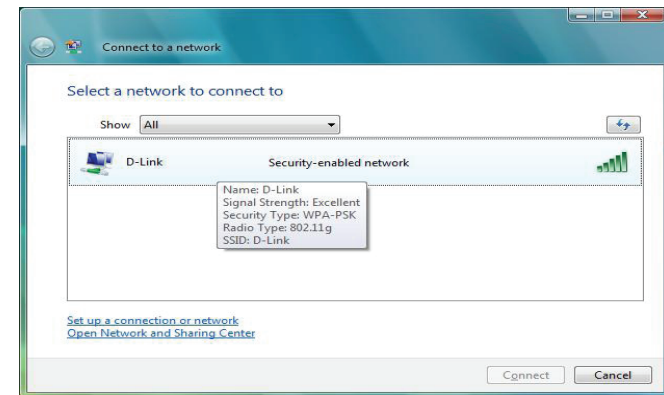 Connect to a network
Select a network to connect to
Show All
D-Link Security-enabled network
Name: D-Link
Signal Strength: Excellent
Security Type: WPA-PSK
Radio Type: 802.11g
SSID: D-Link
Set up a connection or network
Open Network and Sharing Center
Connect Cancel